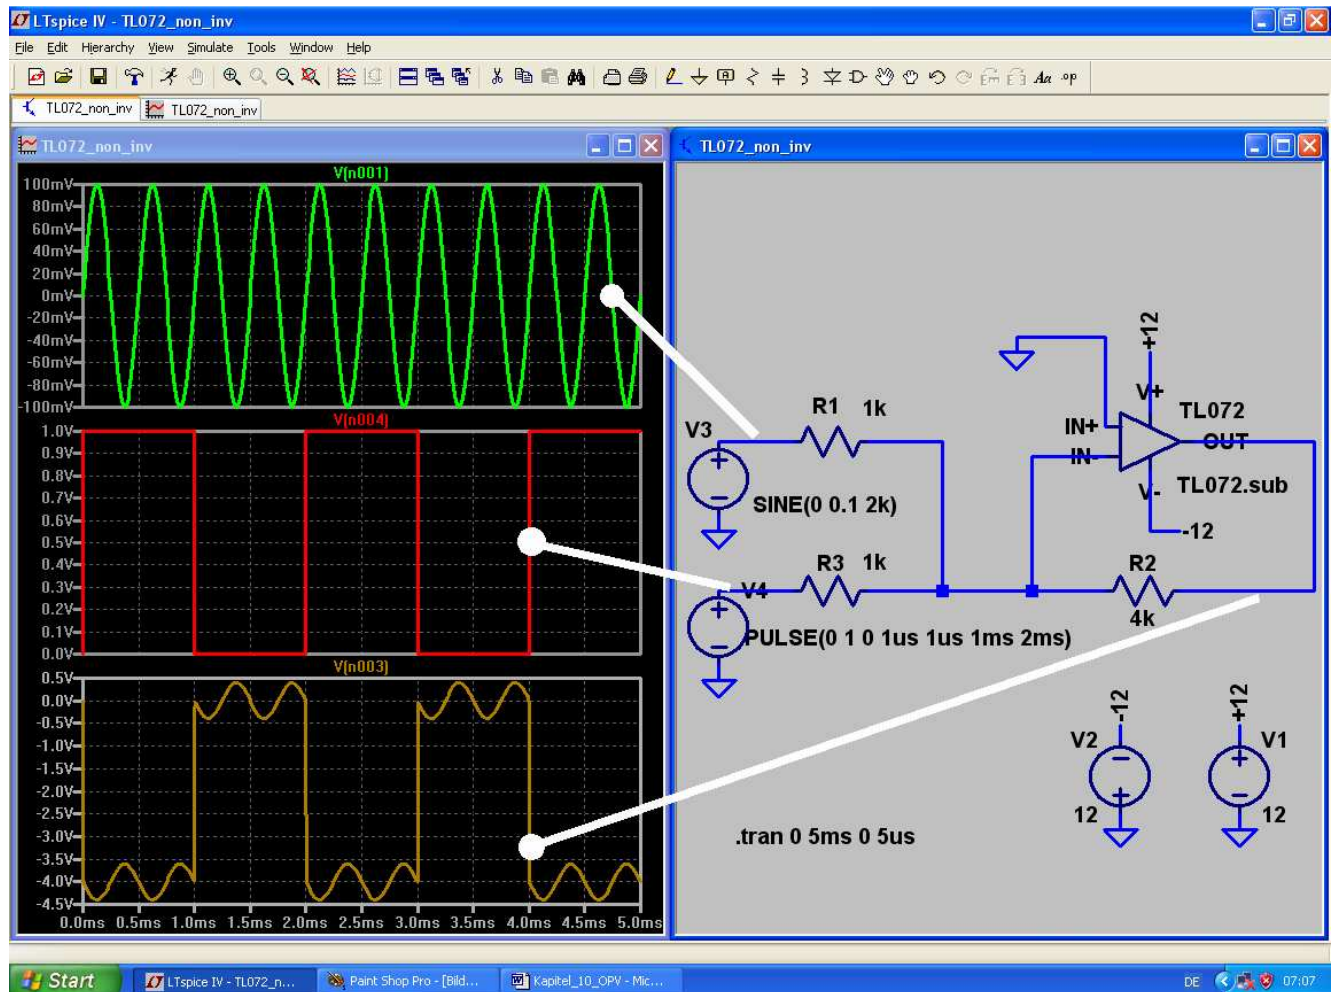 LTspice IV - TL072_non_inv
File Edit Hierarchy View Simulate Tools Window Help
Aa .op
TL072_non_inv TL072_non_inv
TL072_non_inv
V(n001)
100mV
80mV
60mV
40mV
20mV
0mV
-20mV
-40mV
-60mV
-80mV
-100mV
V(n004)
1.0V
0.9V
0.8V
0.7V
0.6V
0.5V
0.4V
0.3V
0.2V
0.1V
0.0V
V(n003)
0.5V
0.0V
-0.5V
-1.0V
-1.5V
-2.0V
-2.5V
-3.0V
-3.5V
-4.0V
-4.5V
0.0ms 0.5ms 1.0ms 1.5ms 2.0ms 2.5ms 3.0ms 3.5ms 4.0ms 4.5ms 5.0ms
TL072_non_inv
+12
V+
TL072
IN+
OUT
IN-
V-
TL072.sub
-12
R1 1k
V3
SINE(0 0.1 2k)
R3 1k
V4
PULSE(0 1 0 1us 1us 1ms 2ms)
R2
4k
-12
V2
12
+12
V1
12
.tran 0 5ms 0 5us
Start LTspice IV - TL072_n... Paint Shop Pro - [Bild... Kapitel_10_OPV - Mic... DE 07:07